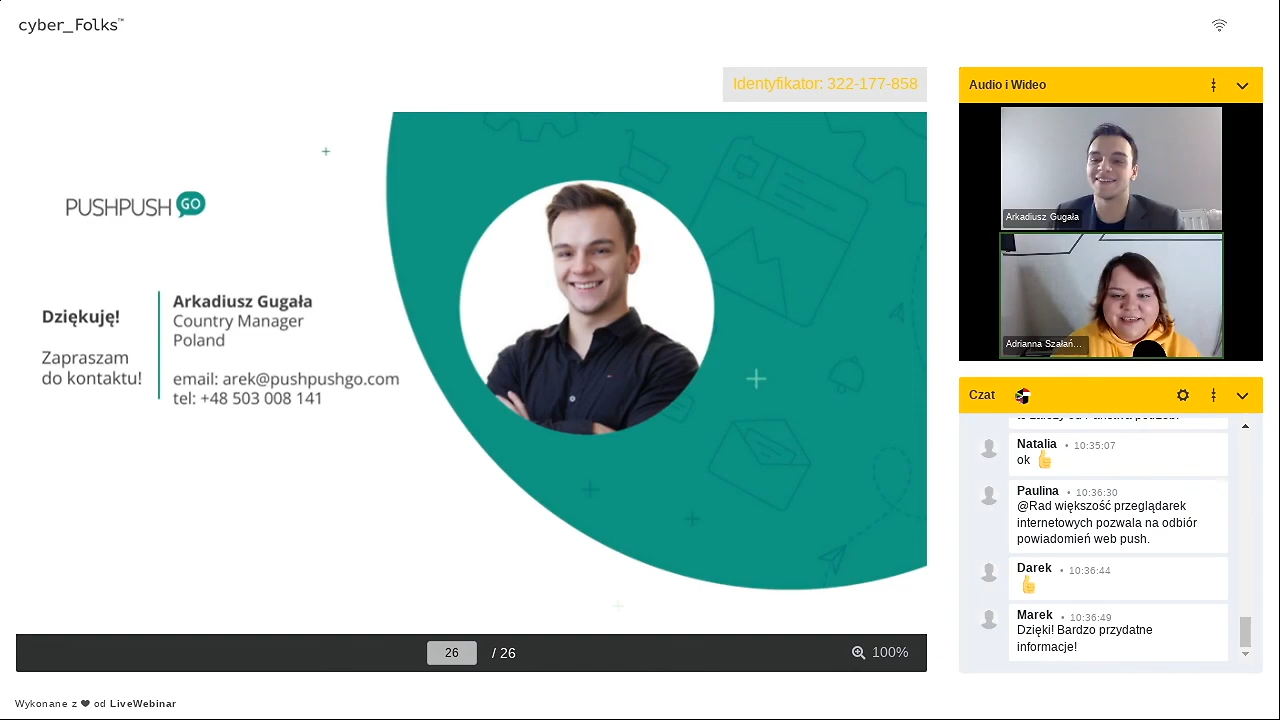 cyber_Folks™
Identyfikator: 322-177-858
PUSHPUSH GO
Dziękuję!
Zapraszam
do kontaktu!
Arkadiusz Gugała
Country Manager
Poland
email: arek@pushpushgo.com
tel: +48 503 008 141
26 / 26
100%
Wykonane z ❤ od LiveWebinar
Audio i Wideo
Arkadiusz Gugała
Adrianna Szałań...
Czat
Natalia • 10:35:07
ok 👍
Paulina • 10:36:30
@Rad większość przeglądarek
internetowych pozwala na odbiór
powiadomień web push.
Darek • 10:36:44
👍
Marek • 10:36:49
Dzięki! Bardzo przydatne
informacje!